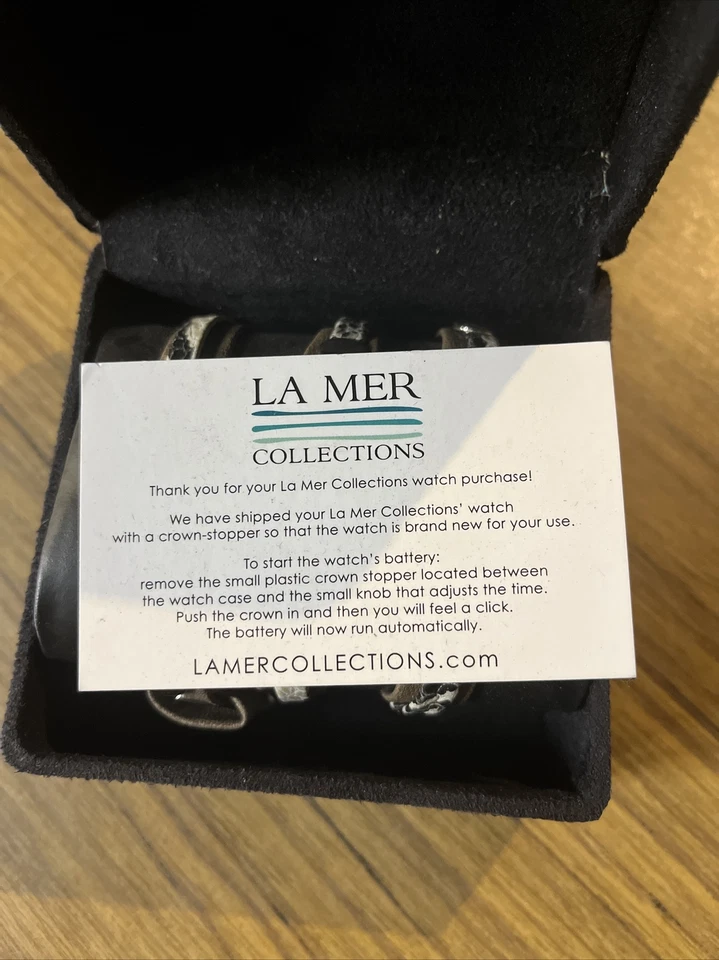 LA MER
COLLECTIONS
Thank you for your La Mer Collections watch purchase!
We have shipped your La Mer Collections' watch
with a crown-stopper so that the watch is brand new for your use.
To start the watch's battery:
remove the small plastic crown stopper located between
the watch case and the small knob that adjusts the time.
Push the crown in and then you will feel a click.
The battery will now run automatically.
LAMERCOLLECTIONS.com